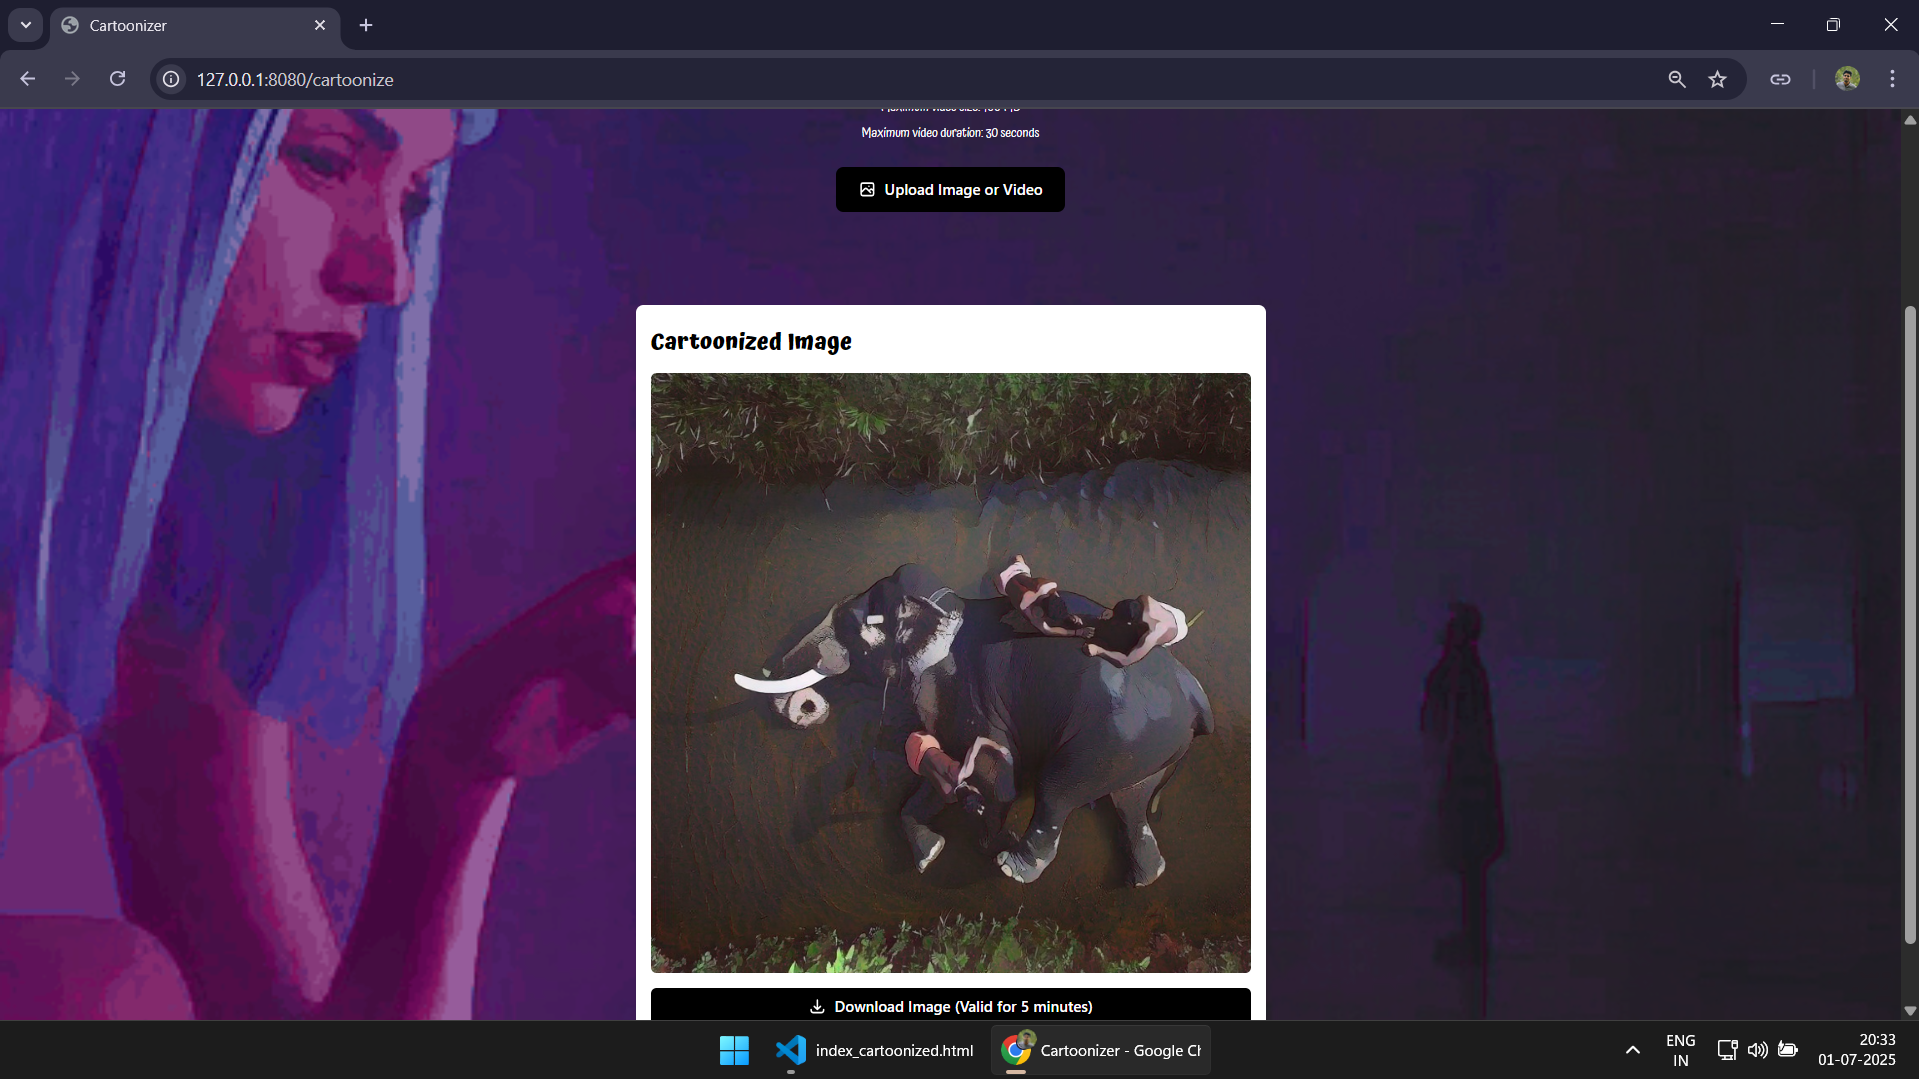 Cartoonizer
127.0.0.1:8080/cartoonize
Maximum video duration: 30 seconds
Upload Image or Video
Cartoonized Image
Download Image (Valid for 5 minutes)
index_cartoonized.html
Cartoonizer - Google Ch
ENG
IN
20:33
01-07-2025